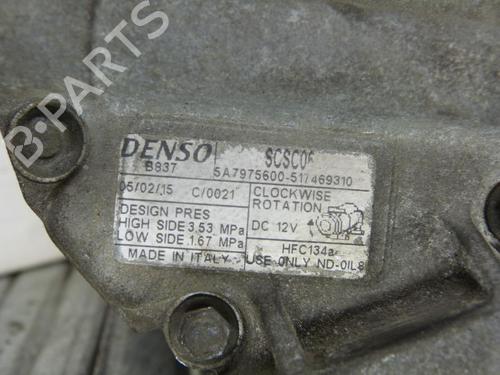 DENSO SCSC06
B837 5A7975600-517469310
05/02/15 C/0021 CLOCKWISE
ROTATION
DESIGN PRES
HIGH SIDE 3.53 MPa DC 12V
LOW SIDE 1.67 MPa HFC134a
MADE IN ITALY USE ONLY ND-OIL8
B-PARTS